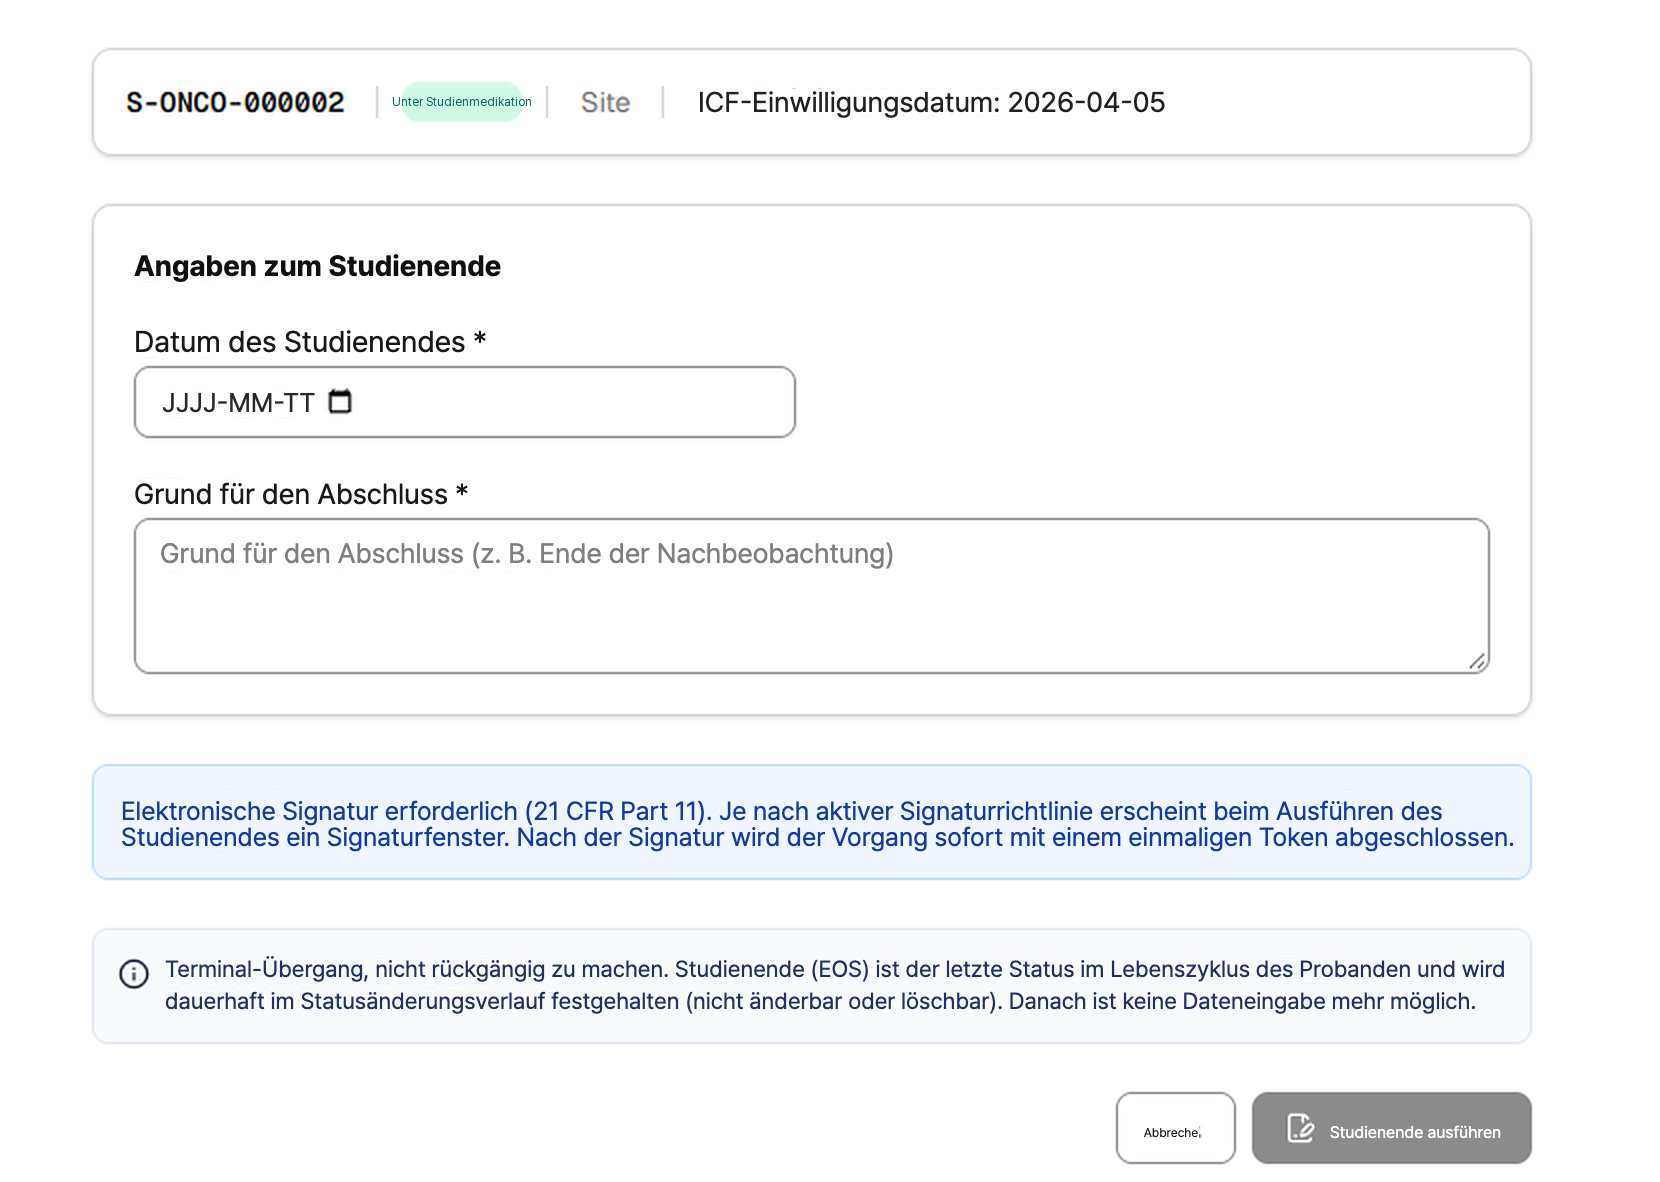 S-ONCO-000002 Unter Studienmedikation Site ICF-Einwilligungsdatum: 2026-04-05
Angaben zum Studienende
Datum des Studienendes *
JJJJ-MM-TT
Grund für den Abschluss *
Grund für den Abschluss (z. B. Ende der Nachbeobachtung)
Elektronische Signatur erforderlich (21 CFR Part 11). Je nach aktiver Signaturrichtlinie erscheint beim Ausführen des
Studienendes ein Signaturfenster. Nach der Signatur wird der Vorgang sofort mit einem einmaligen Token abgeschlossen.
Terminal-Übergang, nicht rückgängig zu machen. Studienende (EOS) ist der letzte Status im Lebenszyklus des Probanden und wird
dauerhaft im Statusänderungsverlauf festgehalten (nicht änderbar oder löschbar). Danach ist keine Dateneingabe mehr möglich.
Abbreche
Studienende ausführen